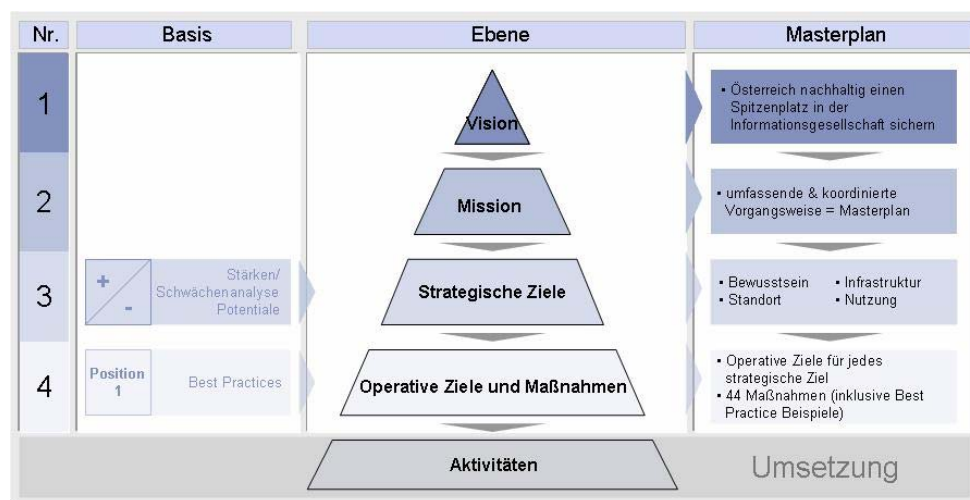 Nr.
Basis
Ebene
Masterplan
1
Vision
▪ Österreich nachhaltig einen
Spitzenplatz in der
Informationsgesellschaft sichern
2
Mission
▪ umfassende & koordinierte
Vorgangsweise = Masterplan
3
+
-
Stärken/
Schwächenanalyse
Potentiale
Strategische Ziele
▪ Bewusstsein ▪ Infrastruktur
▪ Standort ▪ Nutzung
4
Position
1
Best Practices
Operative Ziele und Maßnahmen
▪ Operative Ziele für jedes
strategische Ziel
▪ 44 Maßnahmen (inklusive Best
Practice Beispiele)
Aktivitäten
Umsetzung